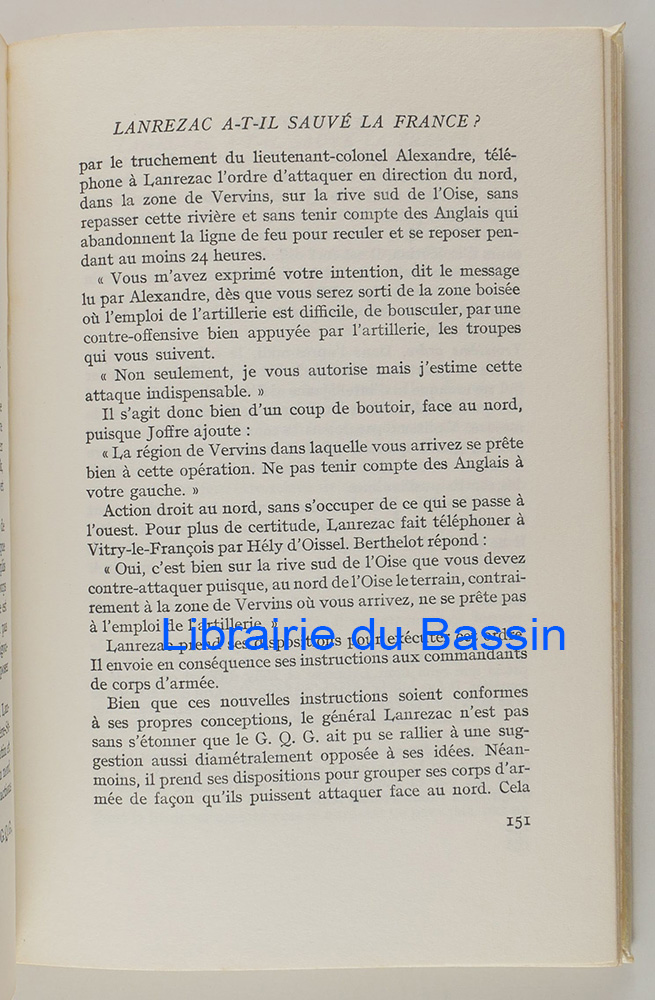 LANREZAC A-T-IL SAUVÉ LA FRANCE ?
par le truchement du lieutenant-colonel Alexandre, télé-
phone à Lanrezac l'ordre d'attaquer en direction du nord,
dans la zone de Vervins, sur la rive sud de l'Oise, sans
repasser cette rivière et sans tenir compte des Anglais qui
abandonnent la ligne de feu pour reculer et se reposer pen-
dant au moins 24 heures.
« Vous m'avez exprimé votre intention, dit le message
lu par Alexandre, dès que vous serez sorti de la zone boisée
où l'emploi de l'artillerie est difficile, de bousculer, par une
contre-offensive bien appuyée par l'artillerie, les troupes
qui vous suivent.
« Non seulement, je vous autorise mais j'estime cette
attaque indispensable. »
Il s'agit donc bien d'un coup de boutoir, face au nord,
puisque Joffre ajoute :
« La région de Vervins dans laquelle vous arrivez se prête
bien à cette opération. Ne pas tenir compte des Anglais à
votre gauche. »
Action droit au nord, sans s'occuper de ce qui se passe à
l'ouest. Pour plus de certitude, Lanrezac fait téléphoner à
Vitry-le-François par Hély d'Oissel. Berthelot répond :
« Oui, c'est bien sur la rive sud de l'Oise que vous devez
contre-attaquer puisque, au nord de l'Oise le terrain, contrai-
rement à la zone de Vervins où vous arrivez, ne se prête pas
à l'emploi de l'artillerie. »
Librairie du Bassin
Lanrezac prend ses dispositions pour exécuter cet ordre.
Il envoie en conséquence ses instructions aux commandants
de corps d'armée.
Bien que ces nouvelles instructions soient conformes
à ses propres conceptions, le général Lanrezac n'est pas
sans s'étonner que le G. Q. G. ait pu se rallier à une sug-
gestion aussi diamétralement opposée à ses idées. Néan-
moins, il prend ses dispositions pour grouper ses corps d'ar-
mée de façon qu'ils puissent attaquer face au nord. Cela
151